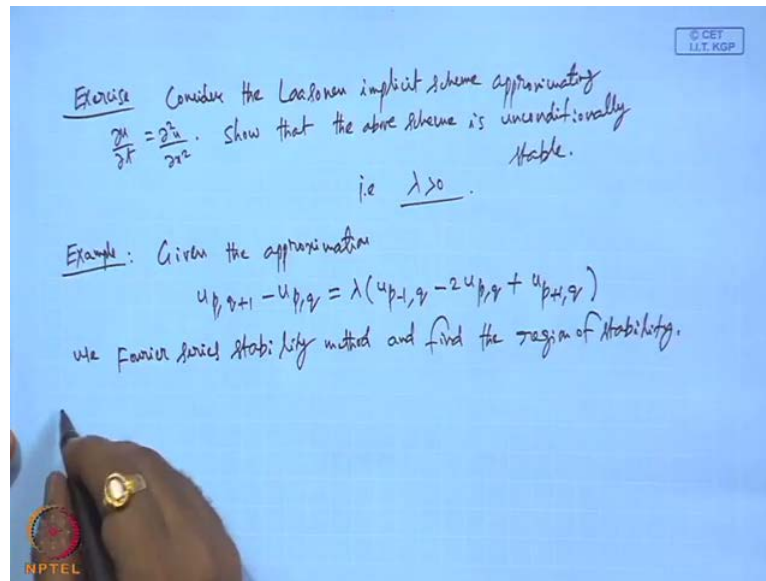 © CET
I.I.T. KGP
Exercise Consider the Laasonen implicit scheme approximating
∂u/∂t = ∂²u/∂x². Show that the above scheme is unconditionally
stable.
i.e λ>0.
Example: Given the approximation
u_{p,q+1} - u_{p,q} = λ(u_{p-1,q} - 2u_{p,q} + u_{p+1,q})
use Fourier series stability method and find the region of stability.
NPTEL